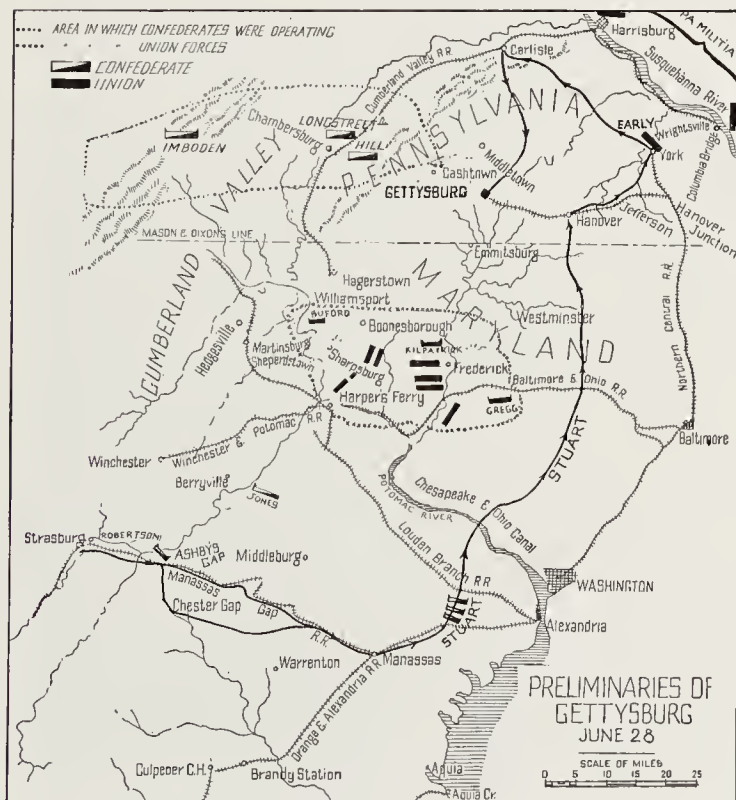 AREA IN WHICH CONFEDERATES WERE OPERATING
" " " UNION FORCES
CONFEDERATE
UNION
Harrisburg
PA MILITIA
Susquehanna River
Carlisle
Cumberland Valley R.R.
PENNSYLVANIA
LONGSTREET
Chambersburg
HILL
IMBODEN
VALLEY
EARLY
Wrightsville
York
Columbia Bridge
Middletown
Cashtown
GETTYSBURG
Hanover
Jefferson
Hanover
Junction
MASON & DIXONS LINE
Emmitsburg
MARYLAND
CUMBERLAND
Hagerstown
Williamsport
BUFORD
Boonesborough
Westminster
Hedgesville
Martinsburg
Sheperdstown
Sharpsburg
KILPATRICK
Frederick
Northern Central R.R.
Harpers Ferry
Baltimore & Ohio R.R.
GREGG
Baltimore
Winchester
Winchester & Potomac R.R.
Berryville
JONES
POTOMAC RIVER
Chesapeake & Ohio Canal
STUART
Strasburg
ROBERTSON
ASHBY'S
GAP
Middleburg
Louden Branch R.R.
WASHINGTON
Manassas Gap R.R.
Chester Gap
STUART
Alexandria
Manassas
Warrenton
Orange & Alexandria R.R.
Culpeper C.H.
Brandy Station
Aquia
Aquia Cr.
PRELIMINARIES OF
GETTYSBURG
JUNE 28
SCALE OF MILES
0 5 10 15 20 25